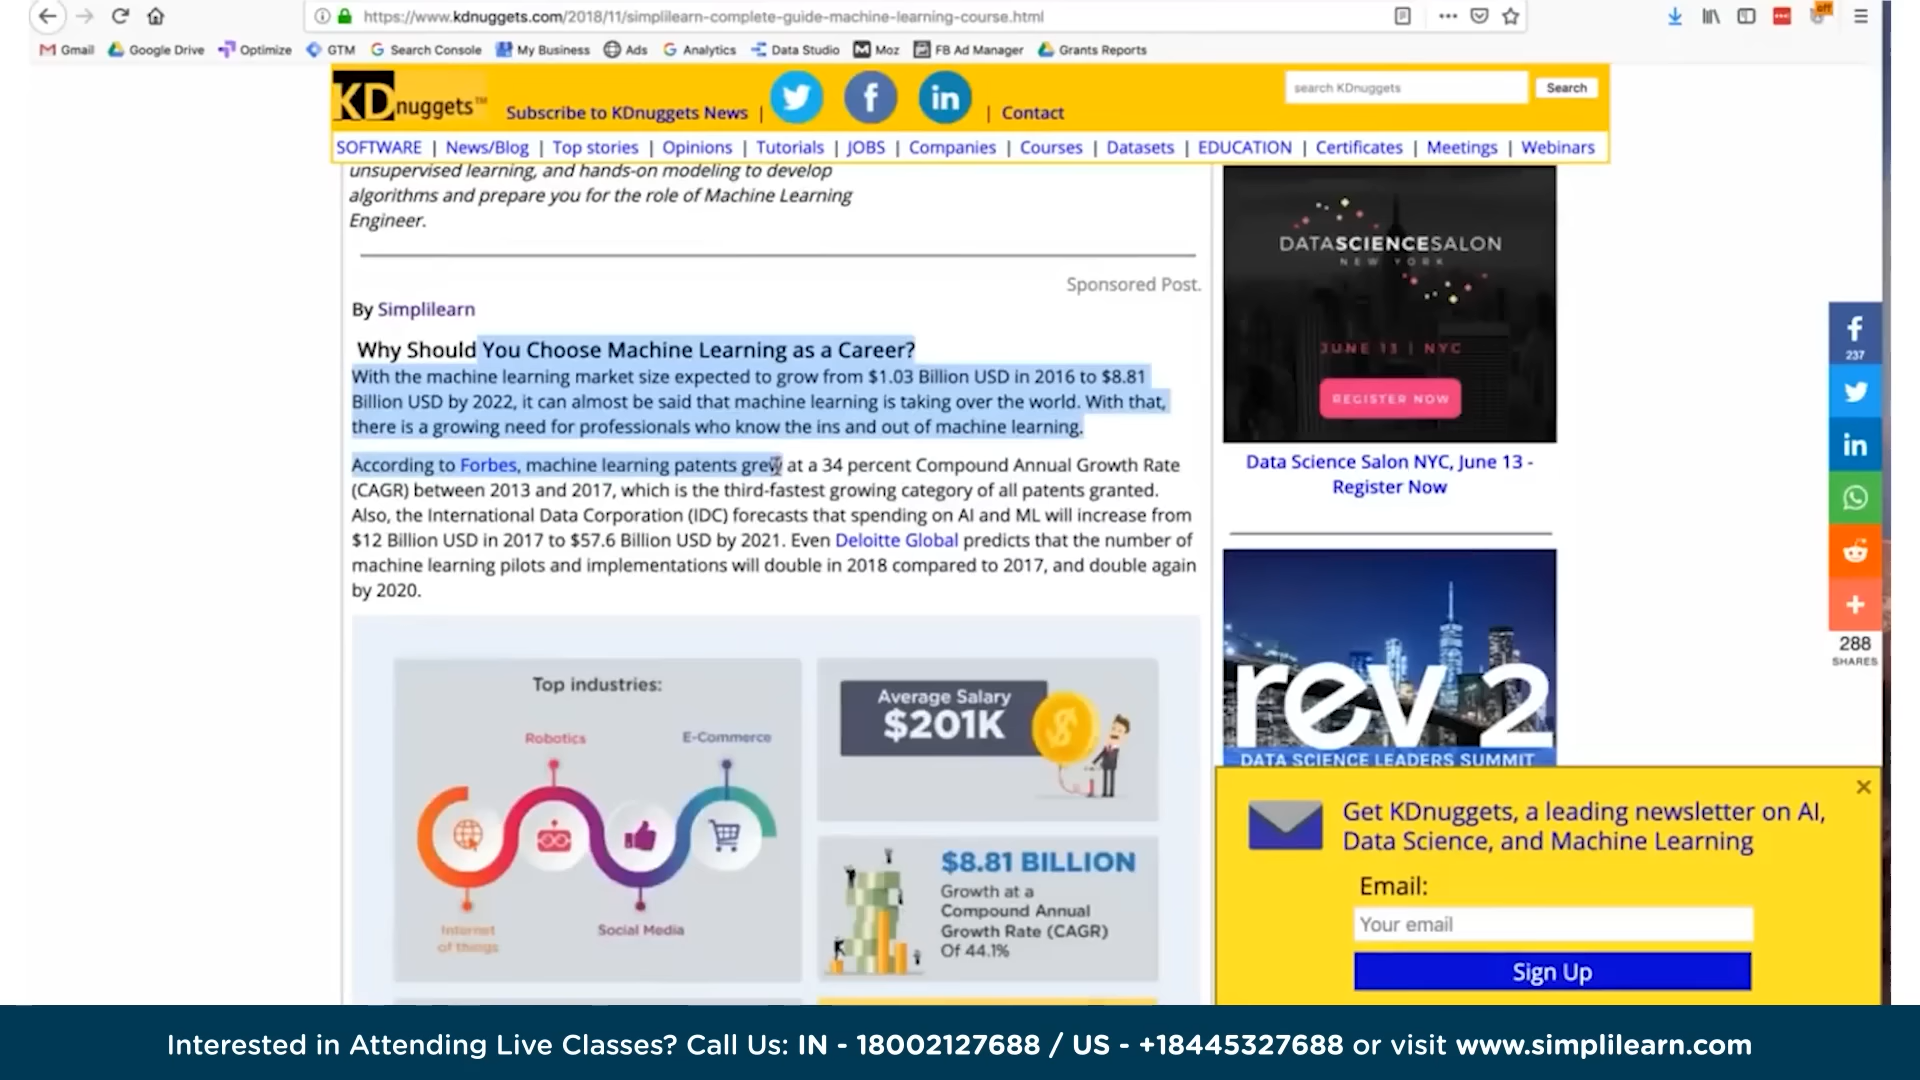 https://www.kdnuggets.com/2018/11/simplilearn-complete-guide-machine-learning-course.html
off
Gmail Google Drive Optimize GTM Search Console My Business Ads Analytics Data Studio Moz FB Ad Manager Grants Reports
KDnuggets™ Subscribe to KDnuggets News | | Contact
search KDnuggets Search
SOFTWARE | News/Blog | Top stories | Opinions | Tutorials | JOBS | Companies | Courses | Datasets | EDUCATION | Certificates | Meetings | Webinars
unsupervised learning, and hands-on modeling to develop
algorithms and prepare you for the role of Machine Learning
Engineer.
Sponsored Post.
By Simplilearn
Why Should You Choose Machine Learning as a Career?
With the machine learning market size expected to grow from $1.03 Billion USD in 2016 to $8.81
Billion USD by 2022, it can almost be said that machine learning is taking over the world. With that,
there is a growing need for professionals who know the ins and out of machine learning.
According to Forbes, machine learning patents grew at a 34 percent Compound Annual Growth Rate
(CAGR) between 2013 and 2017, which is the third-fastest growing category of all patents granted.
Also, the International Data Corporation (IDC) forecasts that spending on AI and ML will increase from
$12 Billion USD in 2017 to $57.6 Billion USD by 2021. Even Deloitte Global predicts that the number of
machine learning pilots and implementations will double in 2018 compared to 2017, and double again
by 2020.
Top industries:
Robotics
E-Commerce
Internet
of things
Social Media
Average Salary
$201K
$8.81 BILLION
Growth at a
Compound Annual
Growth Rate (CAGR)
Of 44.1%
DATASCIENCESALON
NEW YORK
JUNE 13 | NYC
REGISTER NOW
Data Science Salon NYC, June 13 -
Register Now
rev 2
DATA SCIENCE LEADERS SUMMIT
237
288
SHARES
Get KDnuggets, a leading newsletter on AI,
Data Science, and Machine Learning
Email:
Your email
Sign Up
Interested in Attending Live Classes? Call Us: IN - 18002127688 / US - +18445327688 or visit www.simplilearn.com